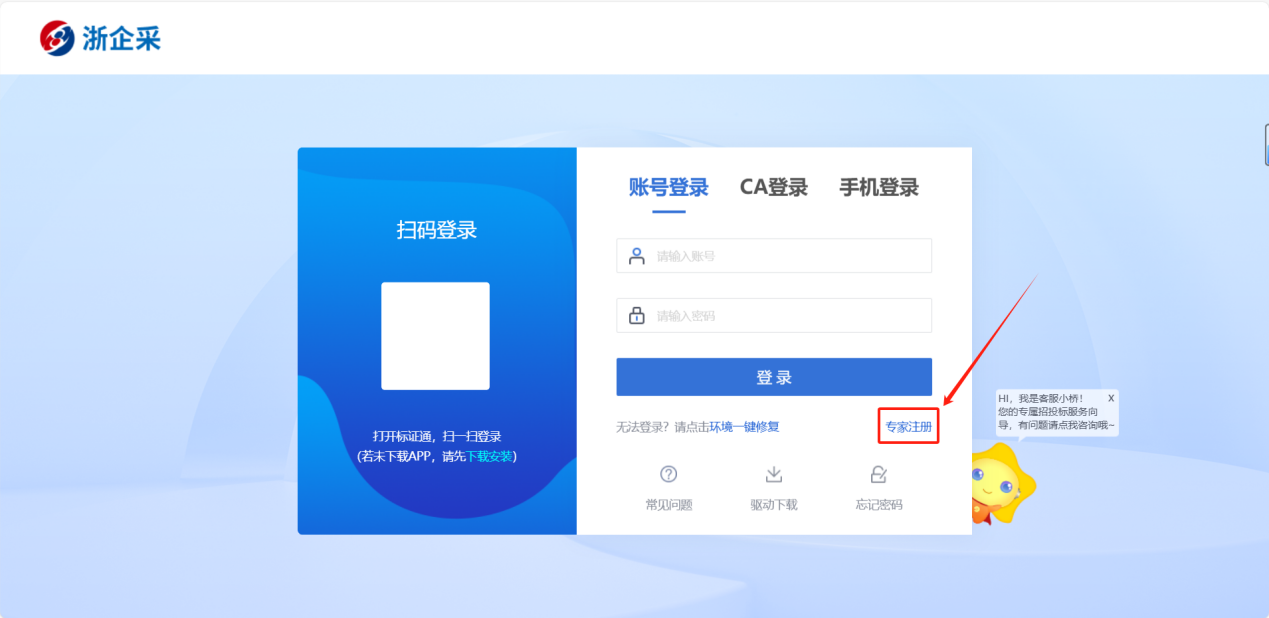 浙企采
扫码登录
打开标证通，扫一扫登录
(若未下载APP，请先下载安装)
账号登录 CA登录 手机登录
请输入账号
请输入密码
登 录
无法登录？请点击环境一键修复 专家注册
常见问题 驱动下载 忘记密码
HI，我是客服小桥！ X
您的专属招投标服务向
导，有问题请点我咨询哦~